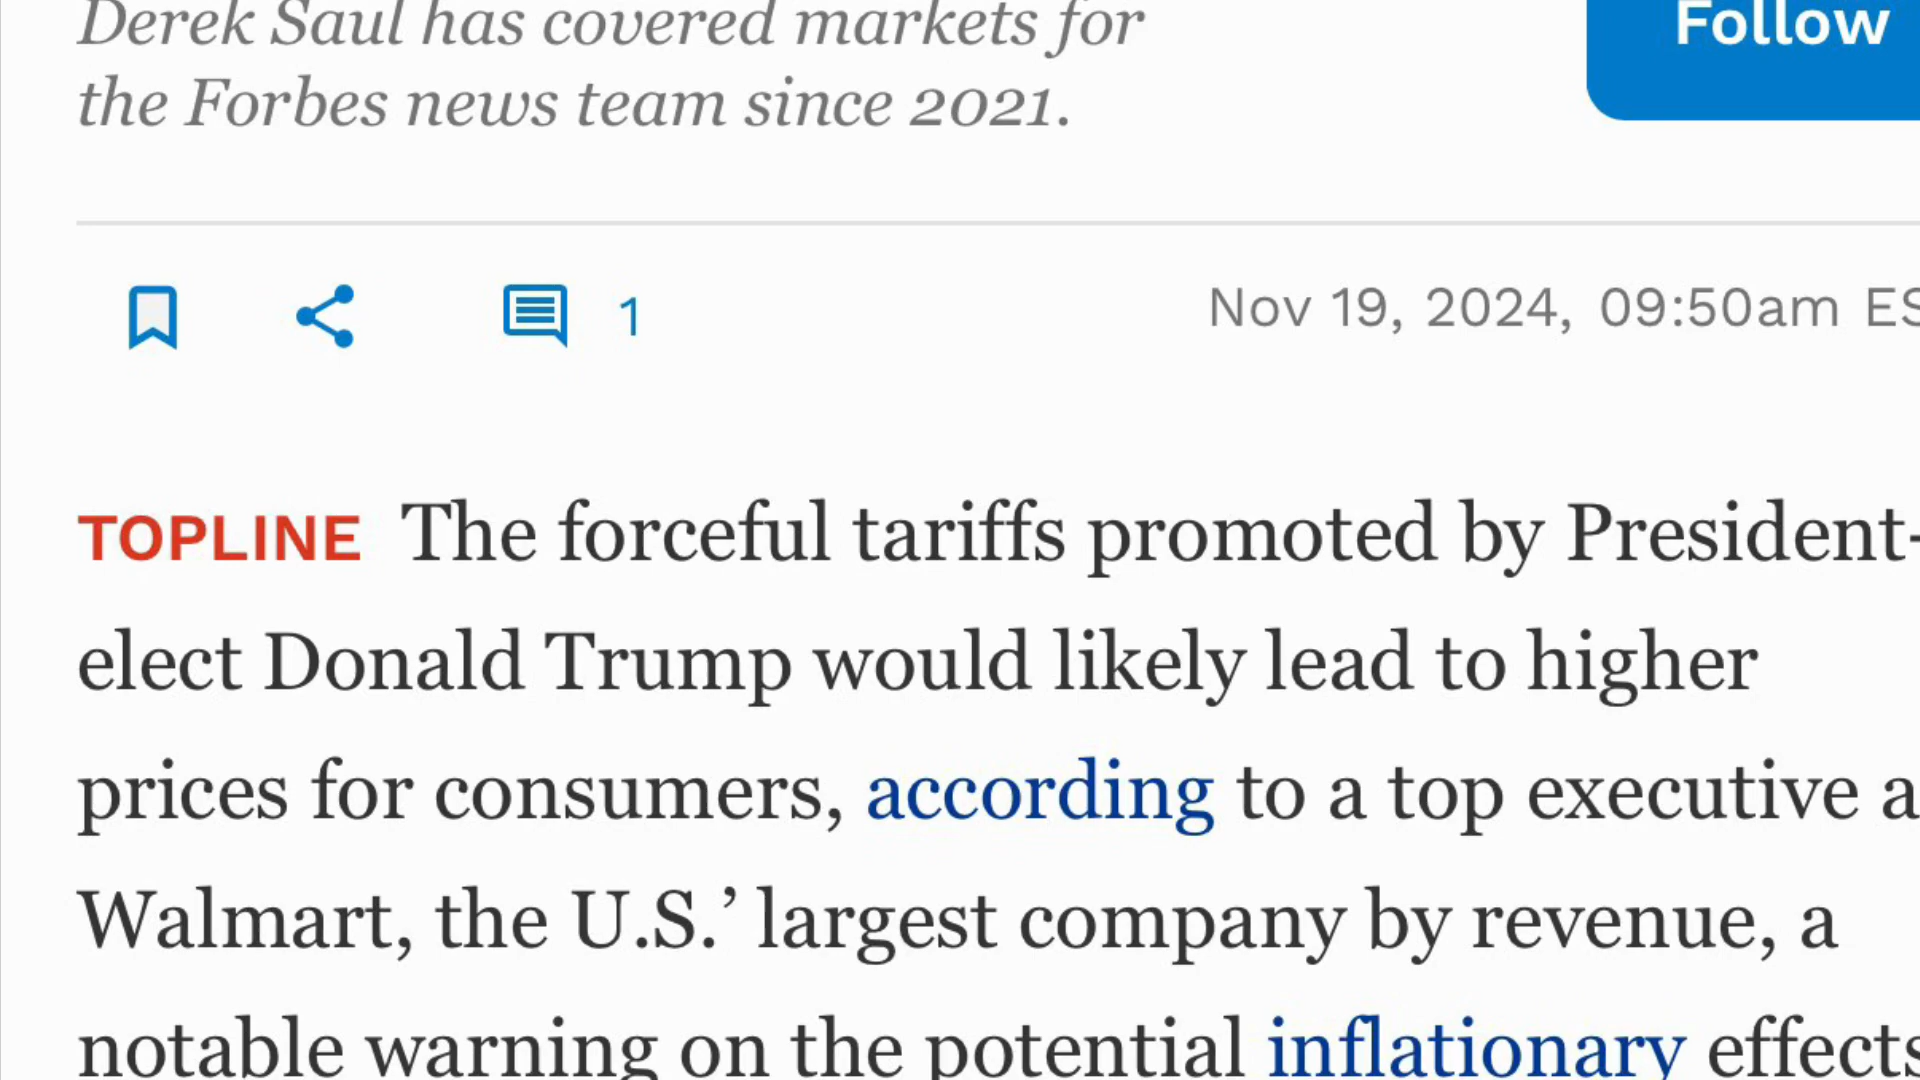 Derek Saul has covered markets for
the Forbes news team since 2021.
Follow
1
Nov 19, 2024, 09:50am
TOPLINE The forceful tariffs promoted by President-
elect Donald Trump would likely lead to higher
prices for consumers, according to a top executive
Walmart, the U.S.’ largest company by revenue, a
notable warning on the potential inflationary effects